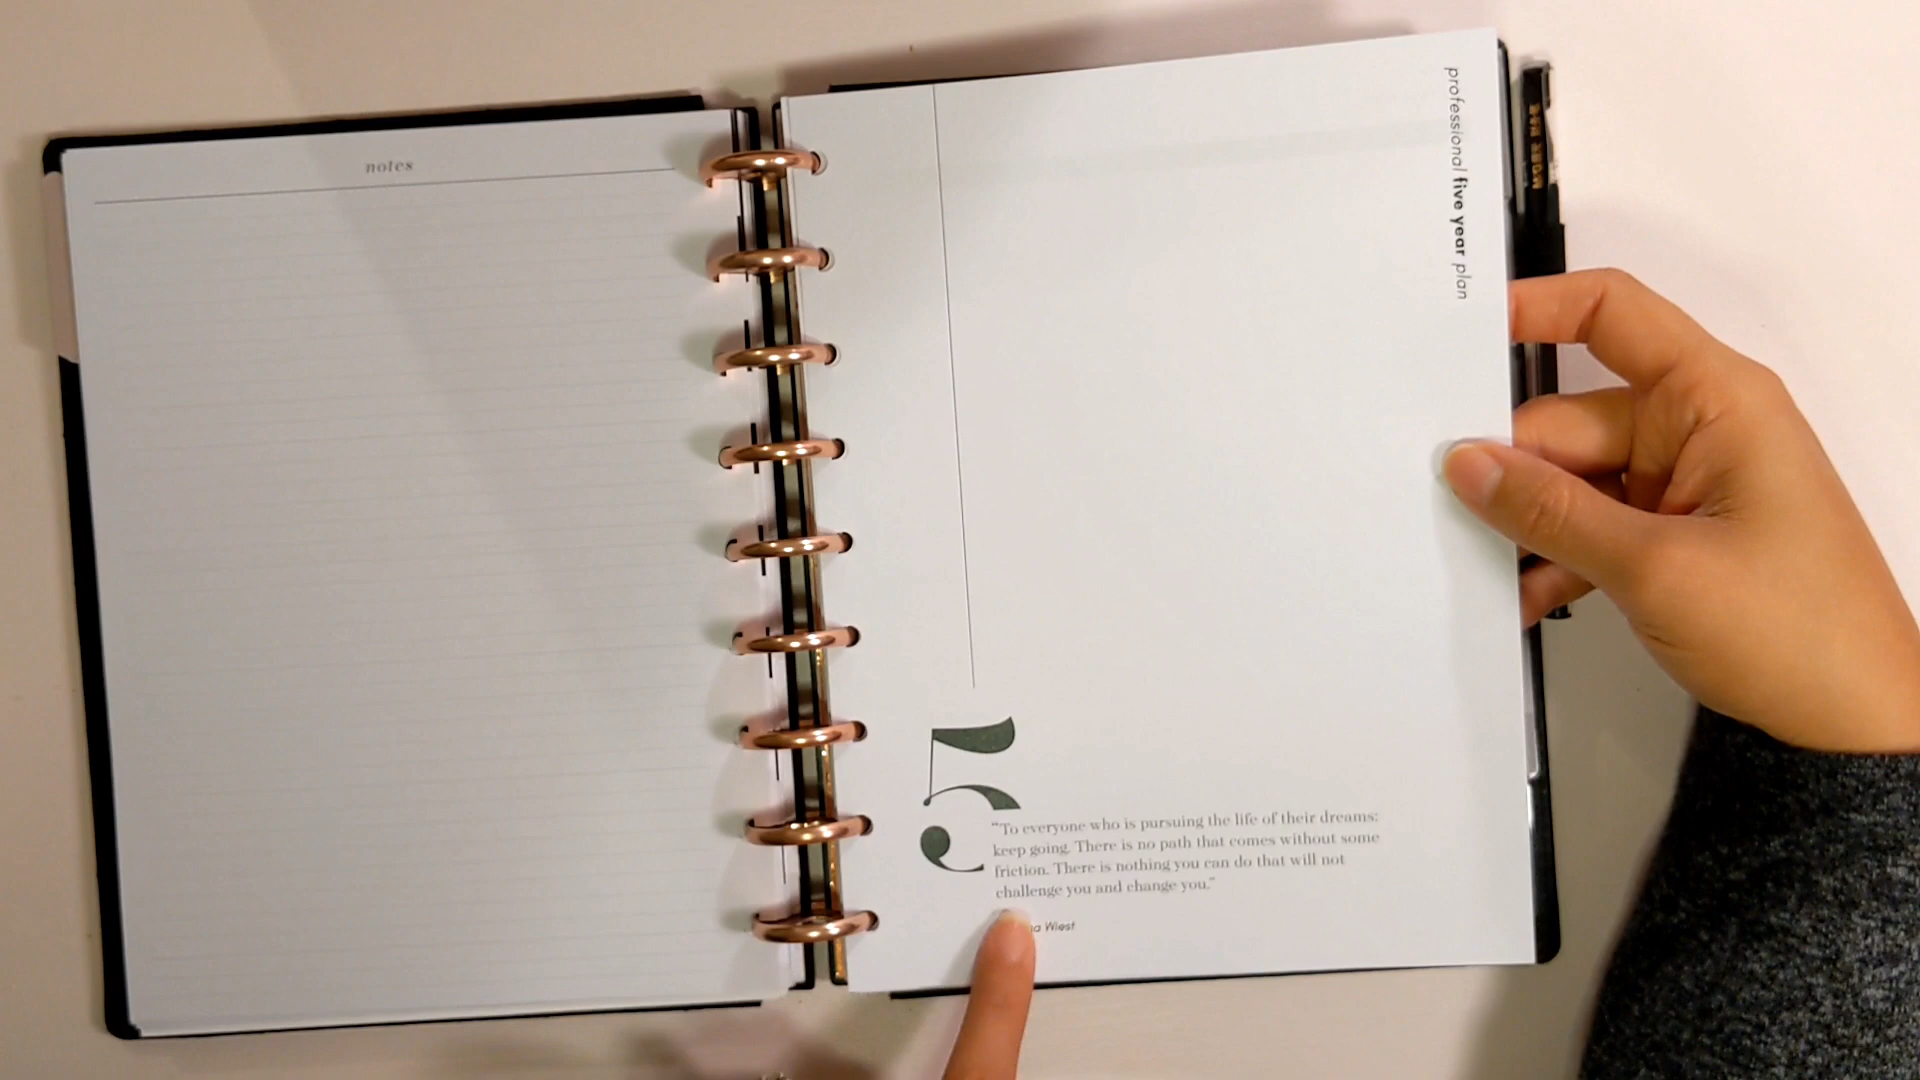 notes
professional five year plan
5
"To everyone who is pursuing the life of their dreams:
keep going. There is no path that comes without some
friction. There is nothing you can do that will not
challenge you and change you."
Wiest
WORK